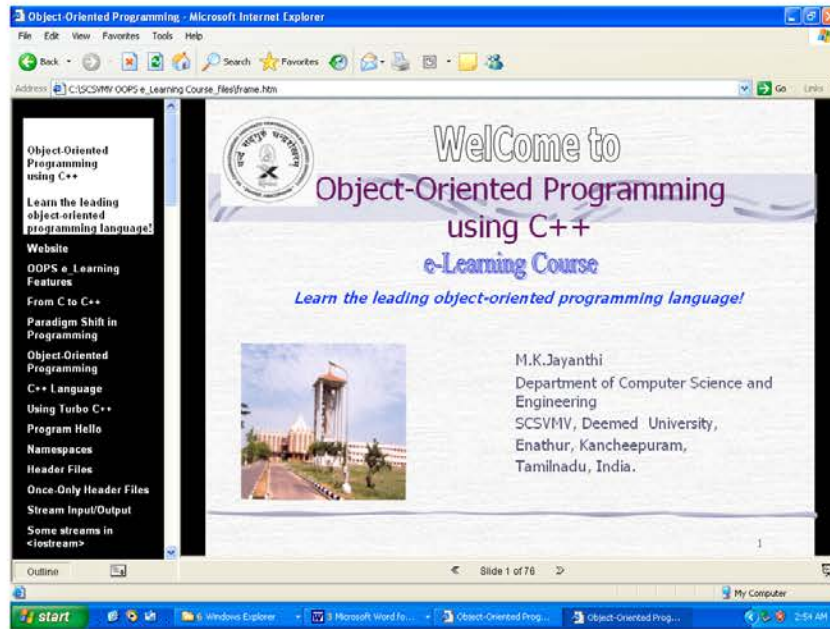 Object-Oriented Programming - Microsoft Internet Explorer
File Edit View Favorites Tools Help
Back Search Favorites
Address C:\SCSVMV OOPS e_Learning Course_files\frame.htm Go Links
Object-Oriented
Programming
using C++
Learn the leading
object-oriented
programming language!
Website
OOPS e_Learning
Features
From C to C++
Paradigm Shift in
Programming
Object-Oriented
Programming
C++ Language
Using Turbo C++
Program Hello
Namespaces
Header Files
Once-Only Header Files
Stream Input/Output
Some streams in
<iostream>
WelCome to
Object-Oriented Programming
using C++
e-Learning Course
Learn the leading object-oriented programming language!
M.K.Jayanthi
Department of Computer Science and
Engineering
SCSVMV, Deemed University,
Enathur, Kancheepuram,
Tamilnadu, India.
1
Outline
Slide 1 of 76
My Computer
start 6 Windows Explorer 3 Microsoft Word fo... Object-Oriented Prog... Object-Oriented Prog... 2:54 AM